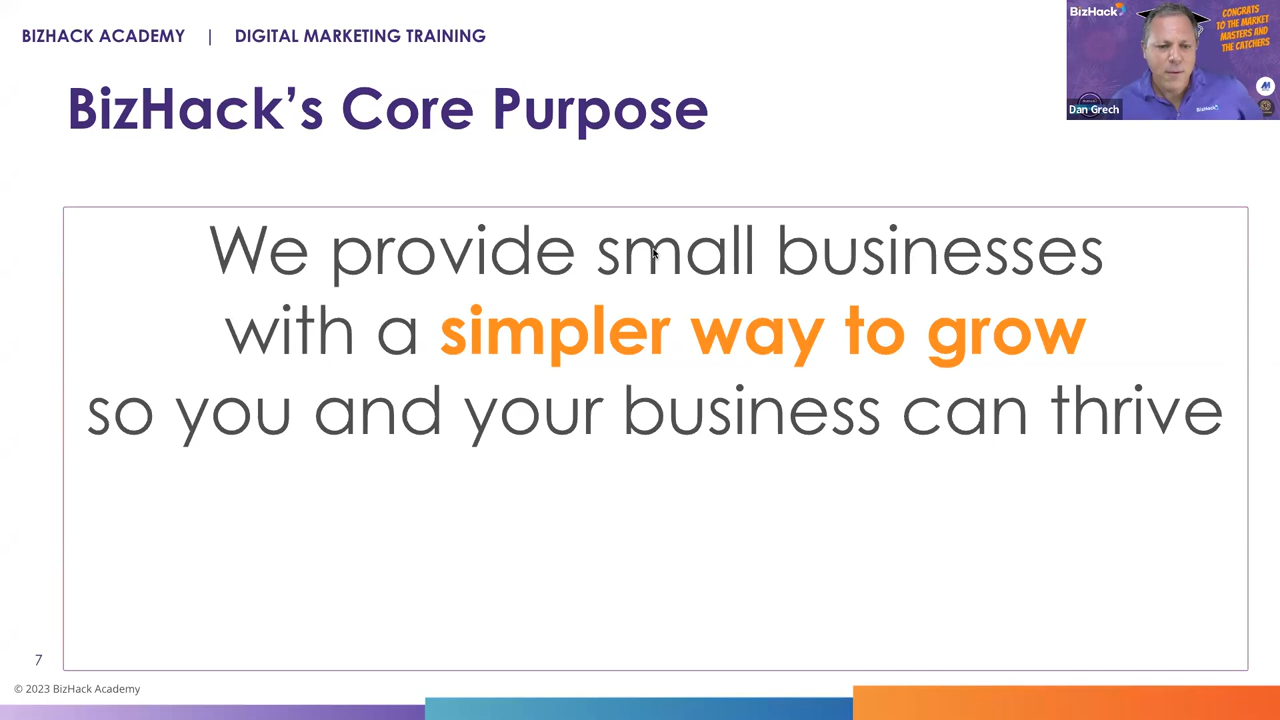 BIZHACK ACADEMY | DIGITAL MARKETING TRAINING
BizHack’s Core Purpose
We provide small businesses
with a simpler way to grow
so you and your business can thrive
7
© 2023 BizHack Academy
BizHack
CONGRATS
TO THE MARKET
MASTERS AND
THE CATCHERS
Dan Grech
BizHack